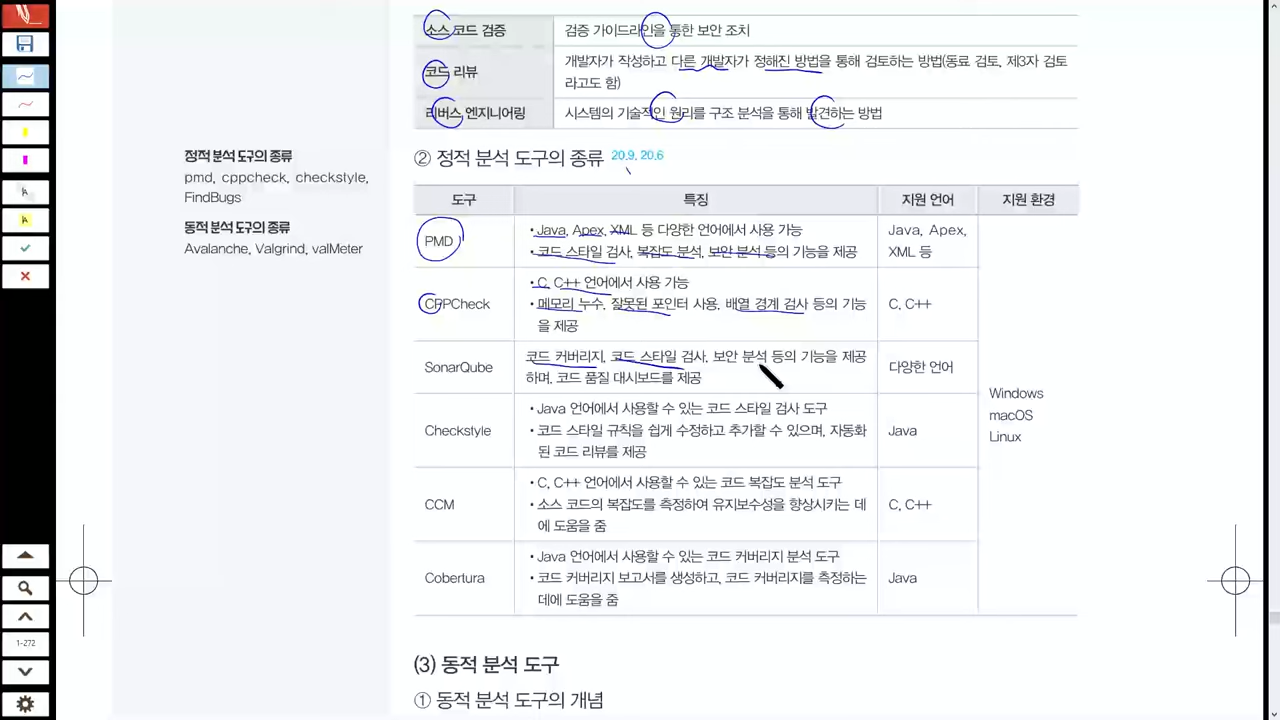 소스 코드 검증
검증 가이드라인을 통한 보안 조치
코드 리뷰
개발자가 작성하고 다른 개발자가 정해진 방법을 통해 검토하는 방법(동료 검토, 제3자 검토
라고도 함)
리버스 엔지니어링
시스템의 기술적인 원리를 구조 분석을 통해 발견하는 방법
정적 분석 도구의 종류
pmd, cppcheck, checkstyle,
FindBugs
동적 분석 도구의 종류
Avalanche, Valgrind, valMeter
② 정적 분석 도구의 종류 20.9, 20.6
도구 특징 지원 언어 지원 환경
PMD
• Java, Apex, XML 등 다양한 언어에서 사용 가능
• 코드 스타일 검사, 복잡도 분석, 보안 분석 등의 기능을 제공
Java, Apex,
XML 등
CPPCheck
• C, C++ 언어에서 사용 가능
• 메모리 누수, 잘못된 포인터 사용, 배열 경계 검사 등의 기능
을 제공
C, C++
SonarQube
코드 커버리지, 코드 스타일 검사, 보안 분석 등의 기능을 제공
하며, 코드 품질 대시보드를 제공
다양한 언어
Checkstyle
• Java 언어에서 사용할 수 있는 코드 스타일 검사 도구
• 코드 스타일 규칙을 쉽게 수정하고 추가할 수 있으며, 자동화
된 코드 리뷰를 제공
Java
CCM
• C, C++ 언어에서 사용할 수 있는 코드 복잡도 분석 도구
• 소스 코드의 복잡도를 측정하여 유지보수성을 향상시키는 데
에 도움을 줌
C, C++
Cobertura
• Java 언어에서 사용할 수 있는 코드 커버리지 분석 도구
• 코드 커버리지 보고서를 생성하고, 코드 커버리지를 측정하는
데에 도움을 줌
Java
Windows
macOS
Linux
(3) 동적 분석 도구
① 동적 분석 도구의 개념
1-272